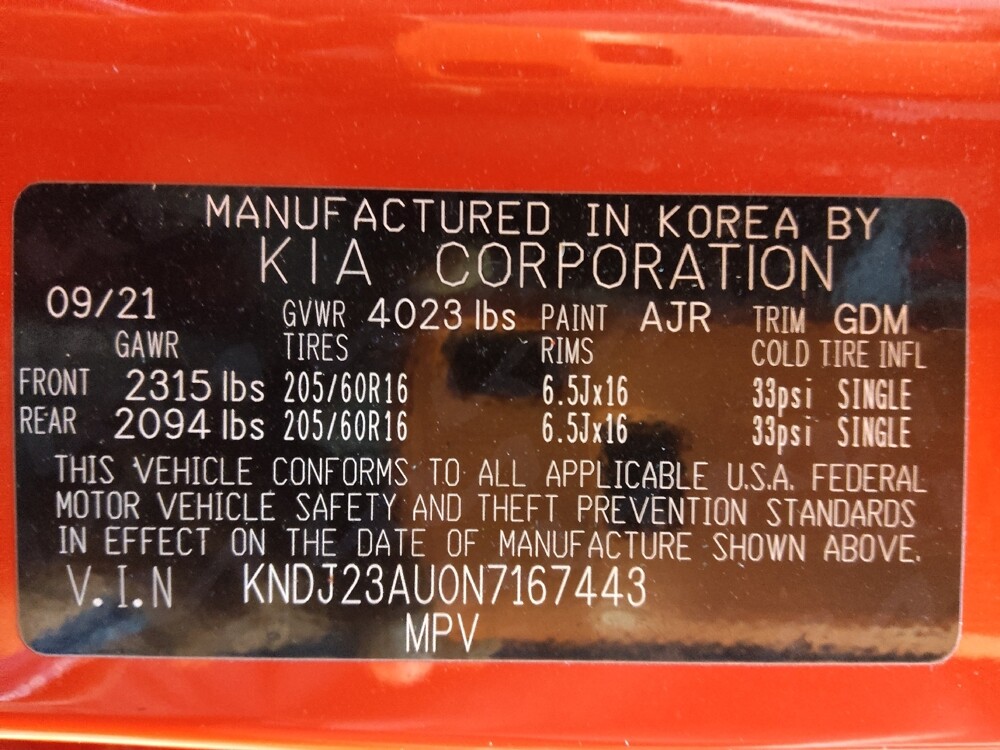 MANUFACTURED IN KOREA BY
KIA CORPORATION
09/21 GVWR 4023 lbs PAINT AJR TRIM GDM
GAWR TIRES RIMS COLD TIRE INFL
FRONT 2315 lbs 205/60R16 6.5Jx16 33psi SINGLE
REAR 2094 lbs 205/60R16 6.5Jx16 33psi SINGLE
THIS VEHICLE CONFORMS TO ALL APPLICABLE U.S.A. FEDERAL
MOTOR VEHICLE SAFETY AND THEFT PREVENTION STANDARDS
IN EFFECT ON THE DATE OF MANUFACTURE SHOWN ABOVE.
V.I.N KNDJ23AU0N7167443
MPV